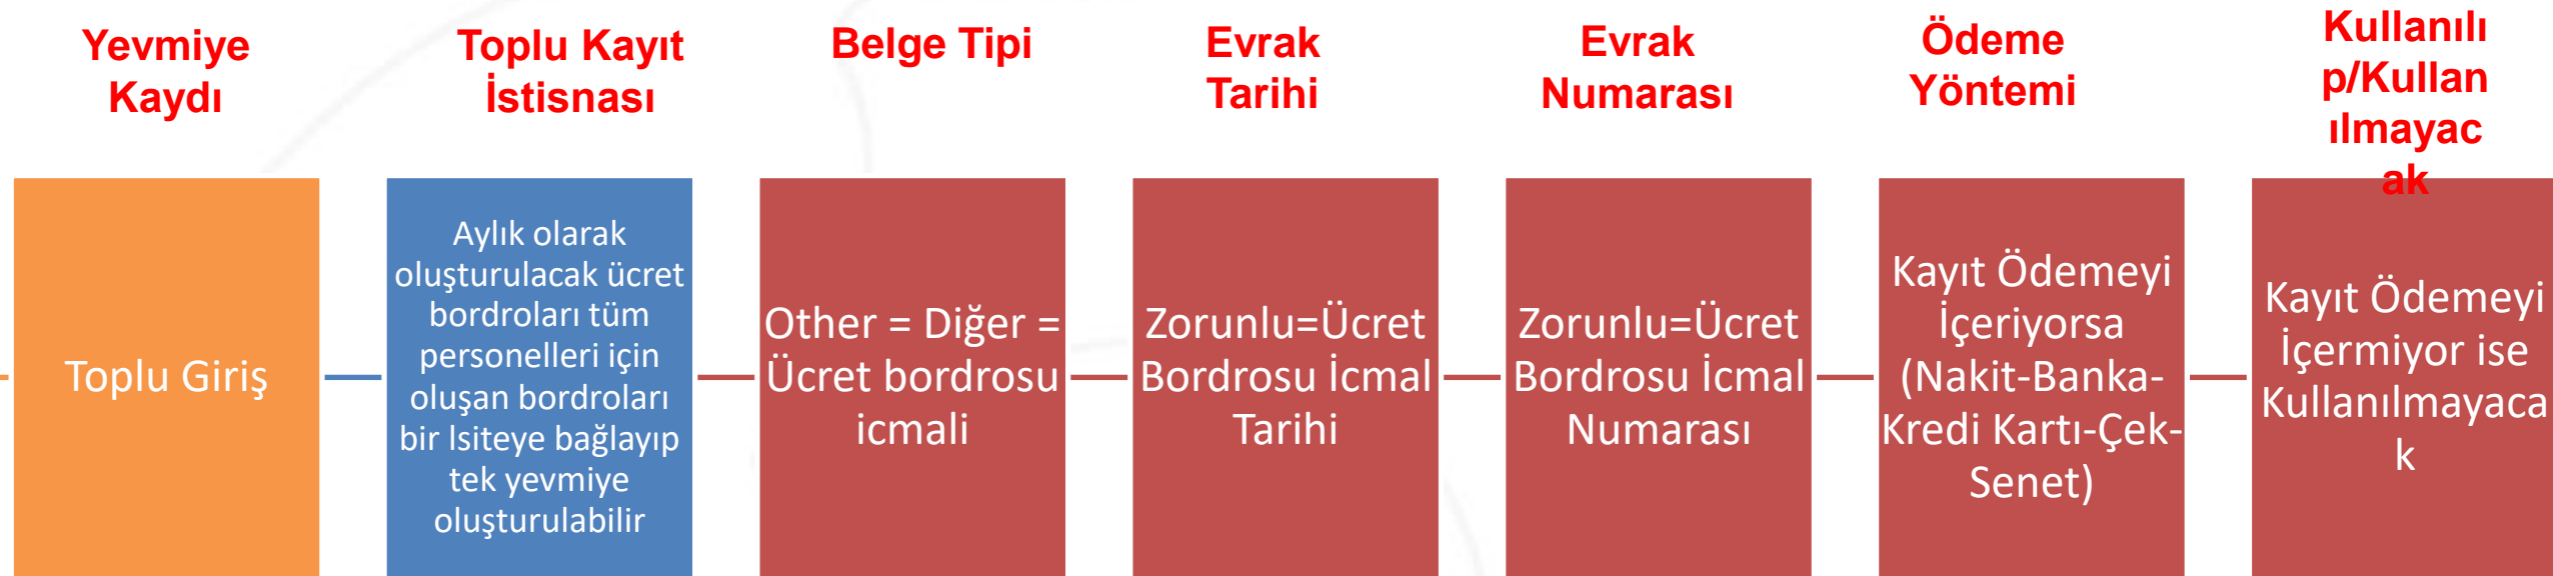 Yevmiye
Kaydı
Toplu Kayıt
İstisnası
Belge Tipi
Evrak
Tarihi
Evrak
Numarası
Ödeme
Yöntemi
Kullanılı
p/Kullan
ılmayac
ak
Toplu Giriş
Aylık olarak
oluşturulacak ücret
bordroları tüm
personelleri için
oluşan bordroları
bir lsiteye bağlayıp
tek yevmiye
oluşturulabilir
Other = Diğer =
Ücret bordrosu
icmali
Zorunlu=Ücret
Bordrosu İcmal
Tarihi
Zorunlu=Ücret
Bordrosu İcmal
Numarası
Kayıt Ödemeyi
İçeriyorsa
(Nakit-Banka-
Kredi Kartı-Çek-
Senet)
Kayıt Ödemeyi
İçermiyor ise
Kullanılmayaca
k